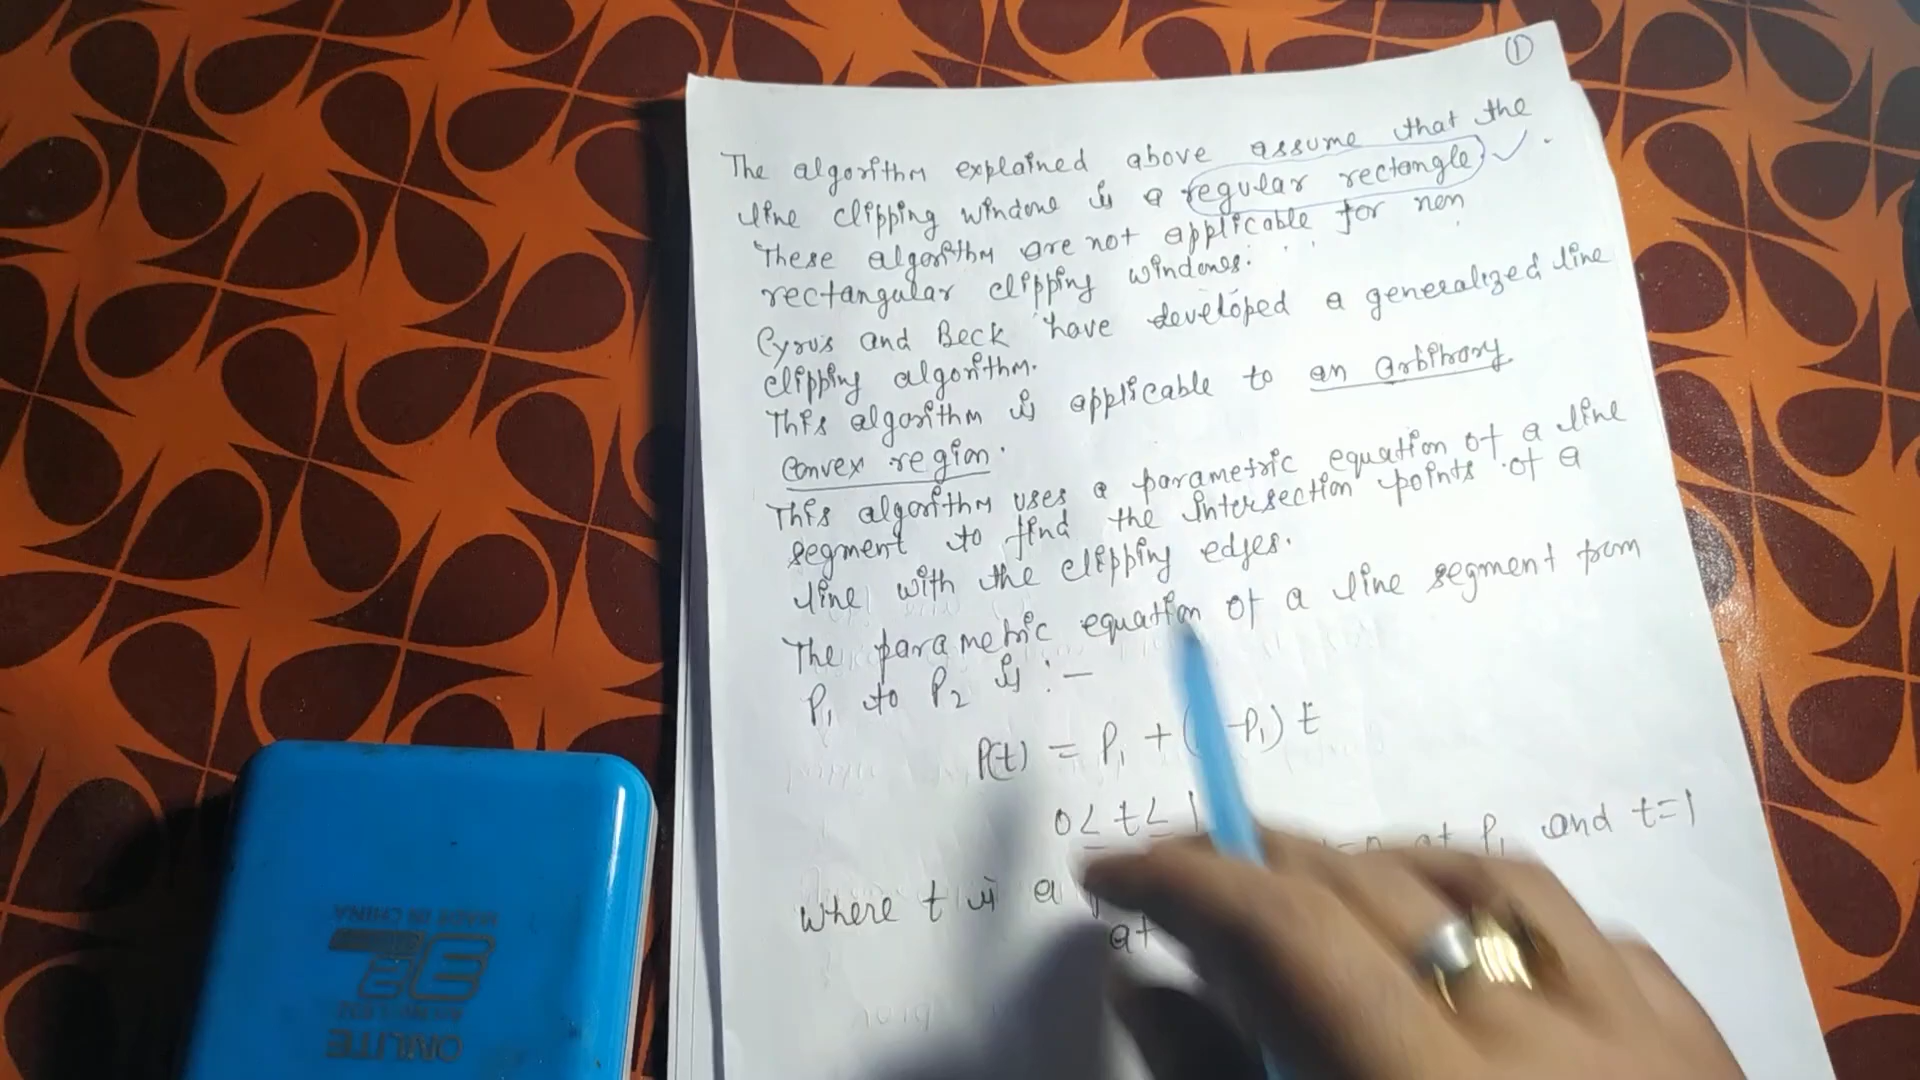 ①
The algorithm explained above assume that the
line clipping windows is a regular rectangle ✓.
These algorithm are not applicable for non
rectangular clipping windows.
Cyrus and Beck have developed a generalized line
clipping algorithm.
This algorithm is applicable to an arbitrary
convex region.
This algorithm uses a parametric equation of a line
segment to find the intersection points of a
line with the clipping edges.
The parametric equation of a line segment from
P₁ to P₂ is :-
P(t) = P₁ + ( -P₁) t
0 ≤ t ≤ 1
where t is a at P₁ and t=1
at
MADE IN CHINA
32
ONLITE